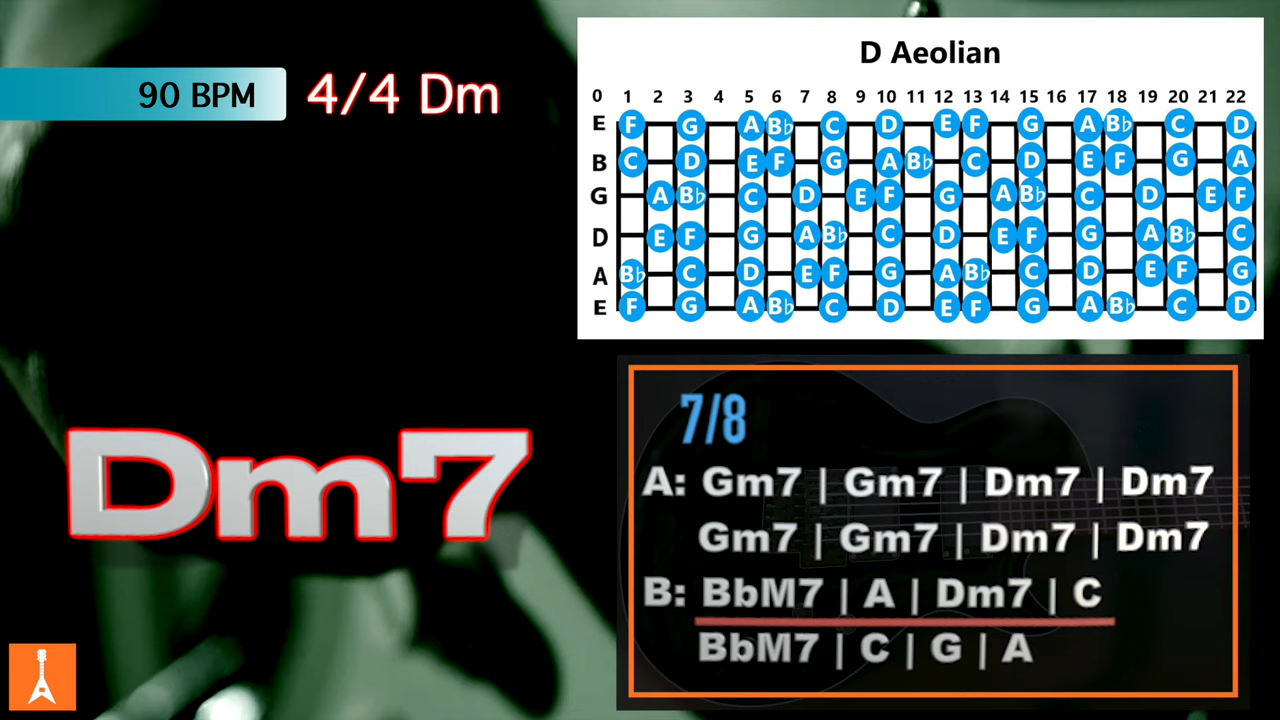 90 BPM 4/4 Dm
Dm7
D Aeolian
0 1 2 3 4 5 6 7 8 9 10 11 12 13 14 15 16 17 18 19 20 21 22
E F G A B♭ C D E F G A B♭ C D
B C D E F G A B♭ C D E F G A
G A B♭ C D E F G A B♭ C D E F
D E F G A B♭ C D E F G A B♭ C
A B♭ C D E F G A B♭ C D E F G
E F G A B♭ C D E F G A B♭ C D
7/8
A: Gm7 | Gm7 | Dm7 | Dm7
Gm7 | Gm7 | Dm7 | Dm7
B: BbM7 | A | Dm7 | C
BbM7 | C | G | A